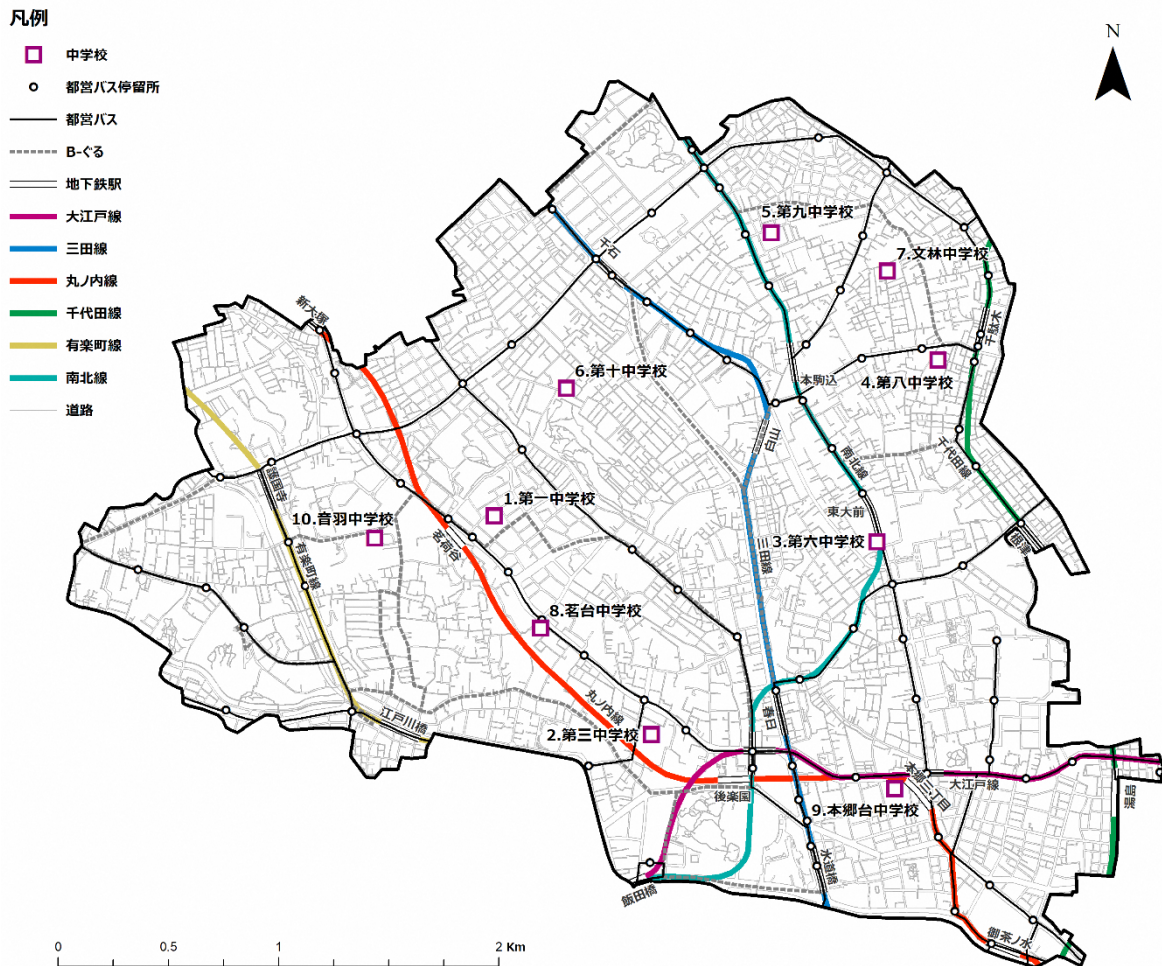 凡例
中学校
都営バス停留所
都営バス
B-ぐる
地下鉄駅
大江戸線
三田線
丸ノ内線
千代田線
有楽町線
南北線
道路
N
千石
5.第九中学校
7.文林中学校
新大塚
千駄木
6.第十中学校
本駒込
4.第八中学校
白山
南北線
千代田線
護国寺
1.第一中学校
10.音羽中学校
東大前
茗荷谷
3.第六中学校
根津
有楽町線
三田線
8.茗台中学校
丸ノ内線
春日
江戸川橋
2.第三中学校
本郷三丁目
大江戸線
湯島
後楽園
9.本郷台中学校
水道橋
飯田橋
御茶ノ水
0 0.5 1 2 Km